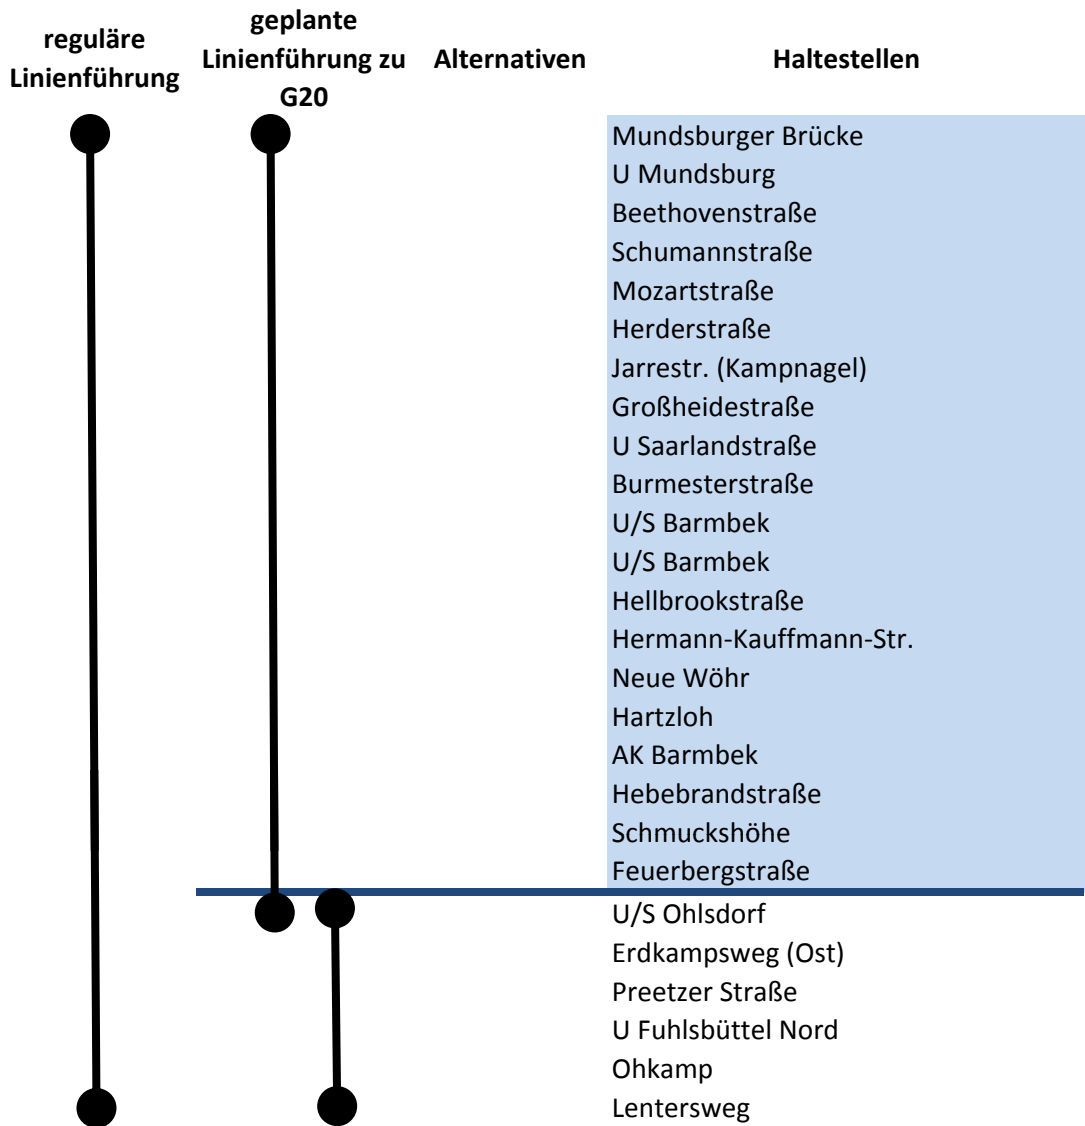 reguläre
Linienführung
geplante
Linienführung zu
G20
Alternativen
Haltestellen
Mundsburger Brücke
U Mundsburg
Beethovenstraße
Schumannstraße
Mozartstraße
Herderstraße
Jarrestr. (Kampnagel)
Großheidestraße
U Saarlandstraße
Burmesterstraße
U/S Barmbek
U/S Barmbek
Hellbrookstraße
Hermann-Kauffmann-Str.
Neue Wöhr
Hartzloh
AK Barmbek
Hebebrandstraße
Schmuckshöhe
Feuerbergstraße
U/S Ohlsdorf
Erdkampsweg (Ost)
Preetzer Straße
U Fuhlsbüttel Nord
Ohkamp
Lentersweg